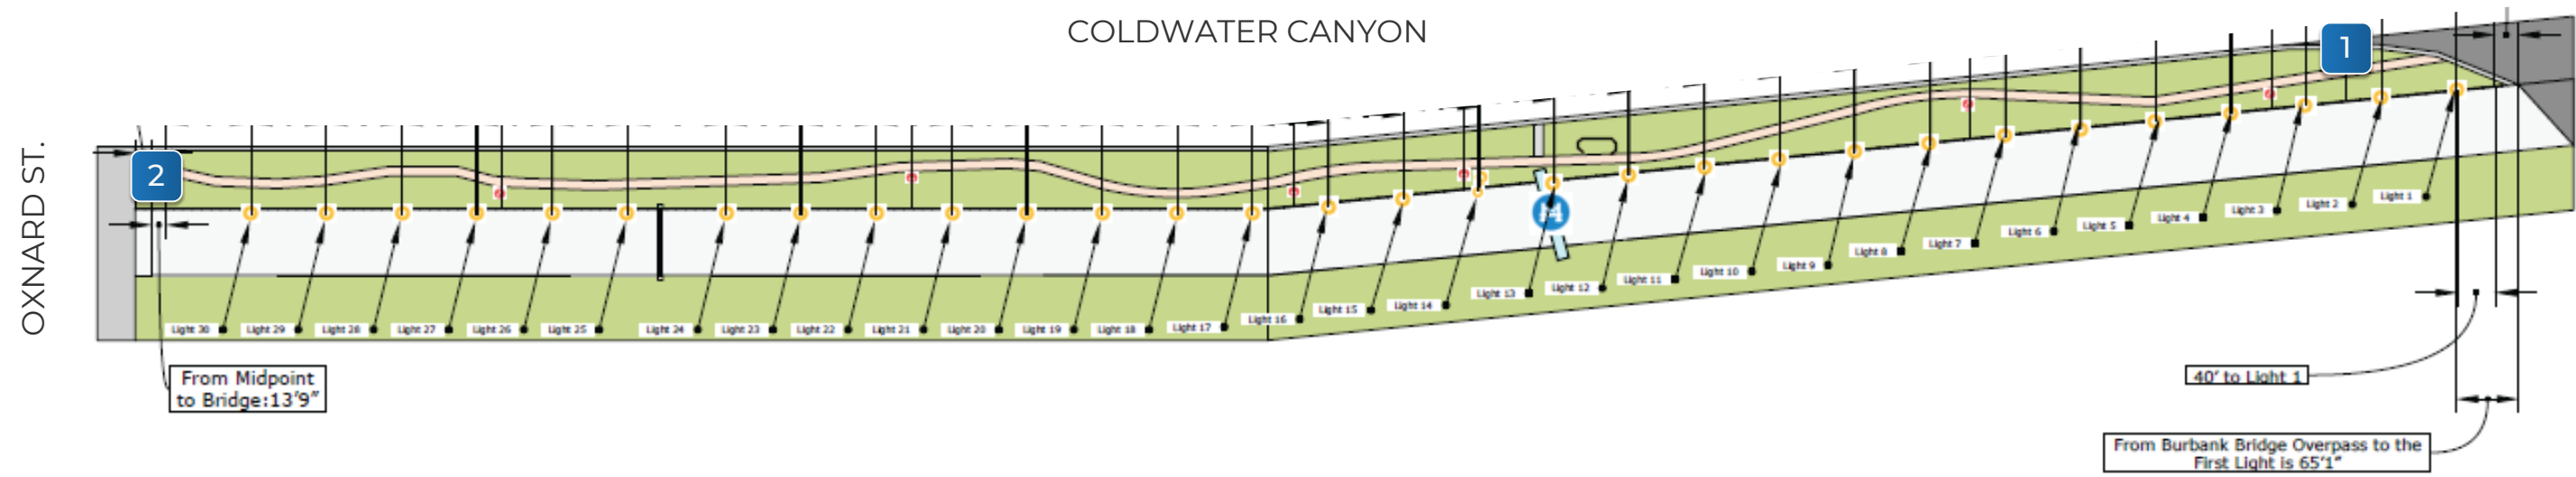 COLDWATER CANYON
OXNARD ST.
1
2
Light 30
Light 29
Light 28
Light 27
Light 26
Light 25
Light 24
Light 23
Light 22
Light 21
Light 20
Light 19
Light 18
Light 17
Light 16
Light 15
Light 14
Light 13
Light 12
Light 11
Light 10
Light 9
Light 8
Light 7
Light 6
Light 5
Light 4
Light 3
Light 2
Light 1
From Midpoint
to Bridge:13'9"
40' to Light 1
From Burbank Bridge Overpass to the
First Light is 65'1"